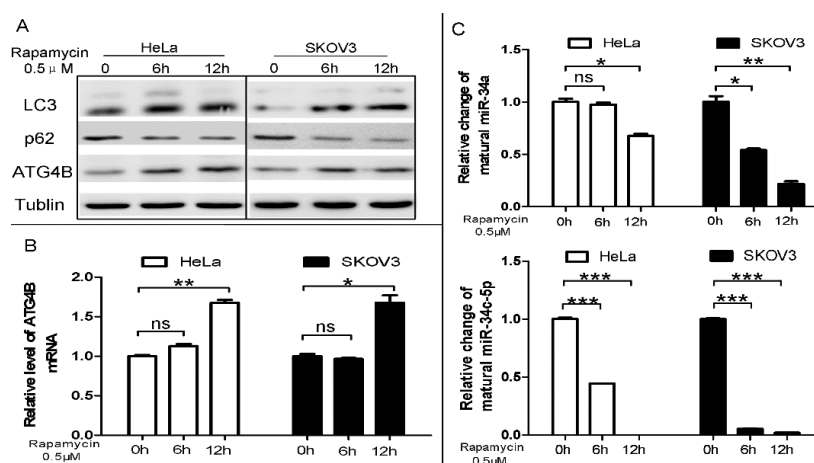 A
Rapamycin
0.5μM
HeLa
SKOV3
0 6h 12h 0 6h 12h
LC3
p62
ATG4B
Tublin
B
HeLa SKOV3
Relative level of ATG4B
mRNA
2.0
1.5
1.0
0.5
0.0
ns
**
ns
*
Rapamycin
0.5μM
0h 6h 12h 0h 6h 12h
C
HeLa SKOV3
Relative change of
matural miR-34a
1.5
1.0
0.5
0.0
*
ns
**
*
0h 6h 12h 0h 6h 12h
Rapamycin
0.5μM
HeLa SKOV3
Relative change of
matural miR-34c-5p
1.5
1.0
0.5
0.0
***
***
***
***
Rapamycin
0.5μM
0h 6h 12h 0h 6h 12h